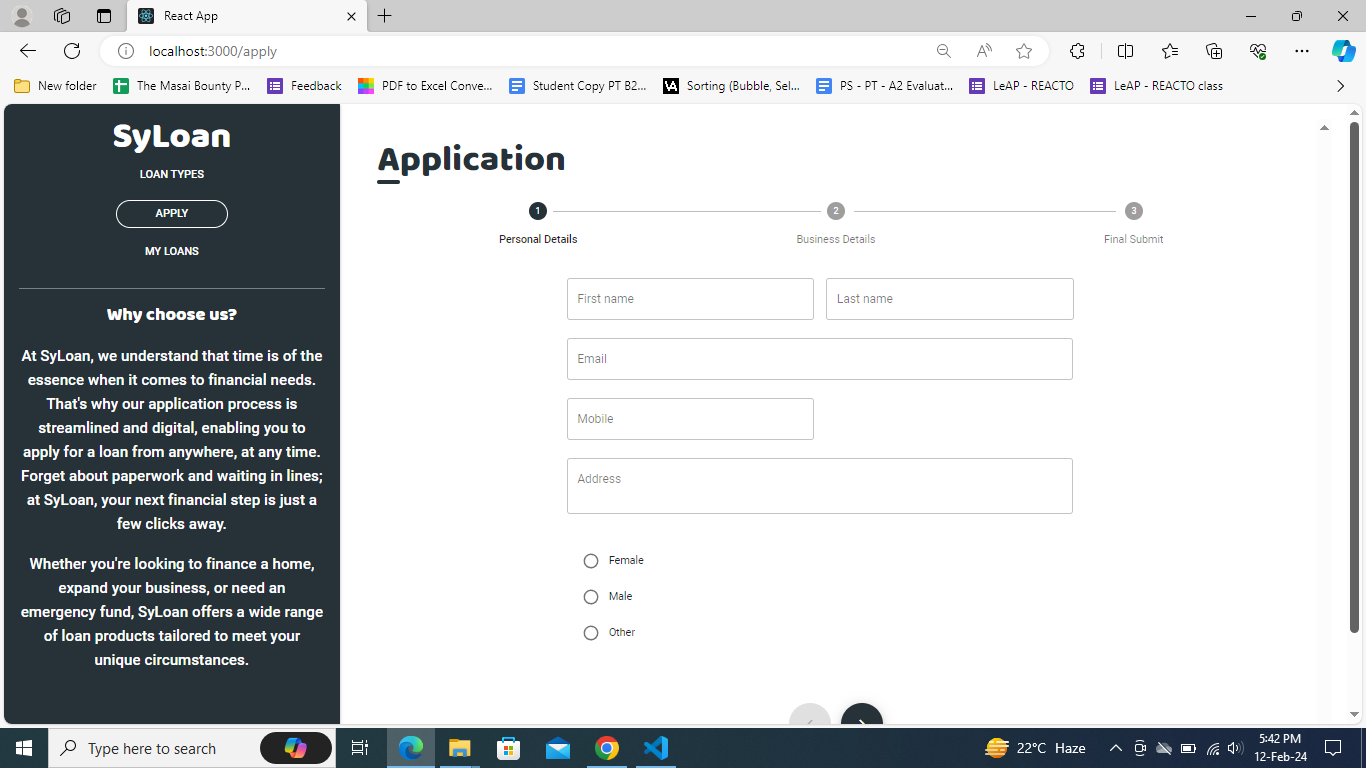 React App
localhost:3000/apply
New folder
The Masai Bounty P...
Feedback
PDF to Excel Conve...
Student Copy PT B2...
VA
Sorting (Bubble, Sel...
PS - PT - A2 Evaluat...
LeAP - REACTO
LeAP - REACTO class
SyLoan
LOAN TYPES
APPLY
MY LOANS
Why choose us?
At SyLoan, we understand that time is of the
essence when it comes to financial needs.
That's why our application process is
streamlined and digital, enabling you to
apply for a loan from anywhere, at any time.
Forget about paperwork and waiting in lines;
at SyLoan, your next financial step is just a
few clicks away.
Whether you're looking to finance a home,
expand your business, or need an
emergency fund, SyLoan offers a wide range
of loan products tailored to meet your
unique circumstances.
Application
1
2
3
Personal Details
Business Details
Final Submit
First name
Last name
Email
Mobile
Address
Female
Male
Other
Type here to search
22°C Haze
5:42 PM
12-Feb-24